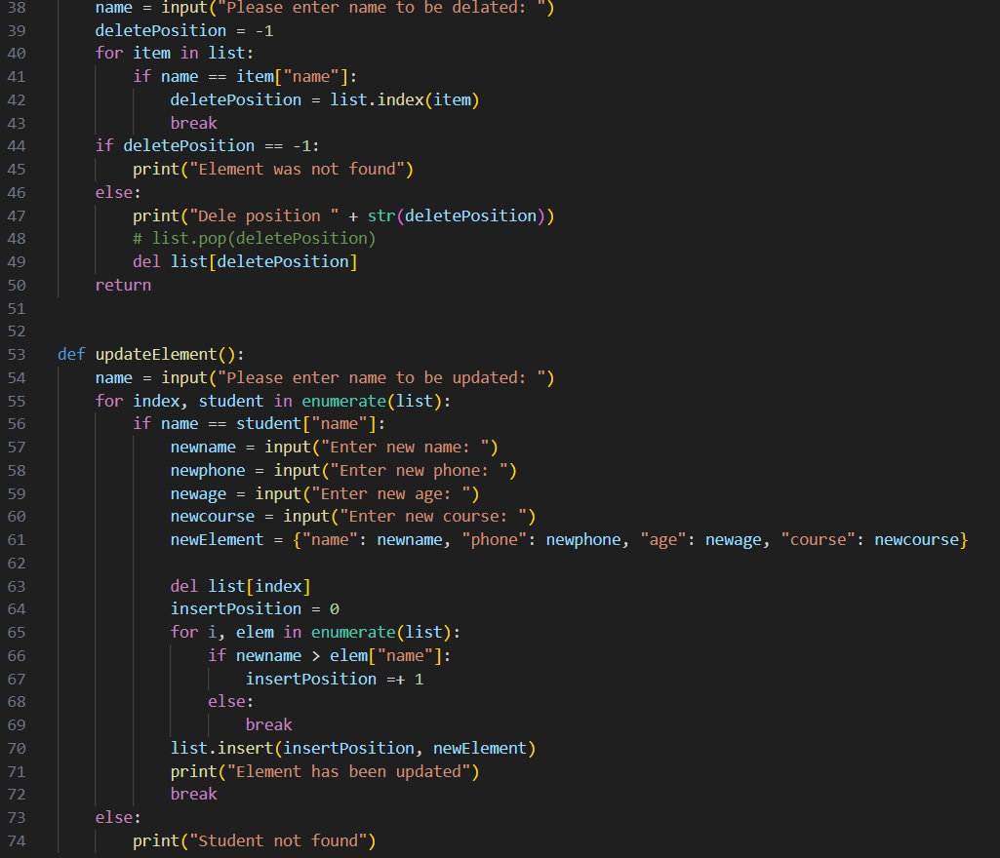 38 name = input("Please enter name to be delated: ")
39 deletePosition = -1
40 for item in list:
41 if name == item["name"]:
42 deletePosition = list.index(item)
43 break
44 if deletePosition == -1:
45 print("Element was not found")
46 else:
47 print("Dele position " + str(deletePosition))
48 # list.pop(deletePosition)
49 del list[deletePosition]
50 return
51
52
53 def updateElement():
54 name = input("Please enter name to be updated: ")
55 for index, student in enumerate(list):
56 if name == student["name"]:
57 newname = input("Enter new name: ")
58 newphone = input("Enter new phone: ")
59 newage = input("Enter new age: ")
60 newcourse = input("Enter new course: ")
61 newElement = {"name": newname, "phone": newphone, "age": newage, "course": newcourse}
62
63 del list[index]
64 insertPosition = 0
65 for i, elem in enumerate(list):
66 if newname > elem["name"]:
67 insertPosition =+ 1
68 else:
69 break
70 list.insert(insertPosition, newElement)
71 print("Element has been updated")
72 break
73 else:
74 print("Student not found")